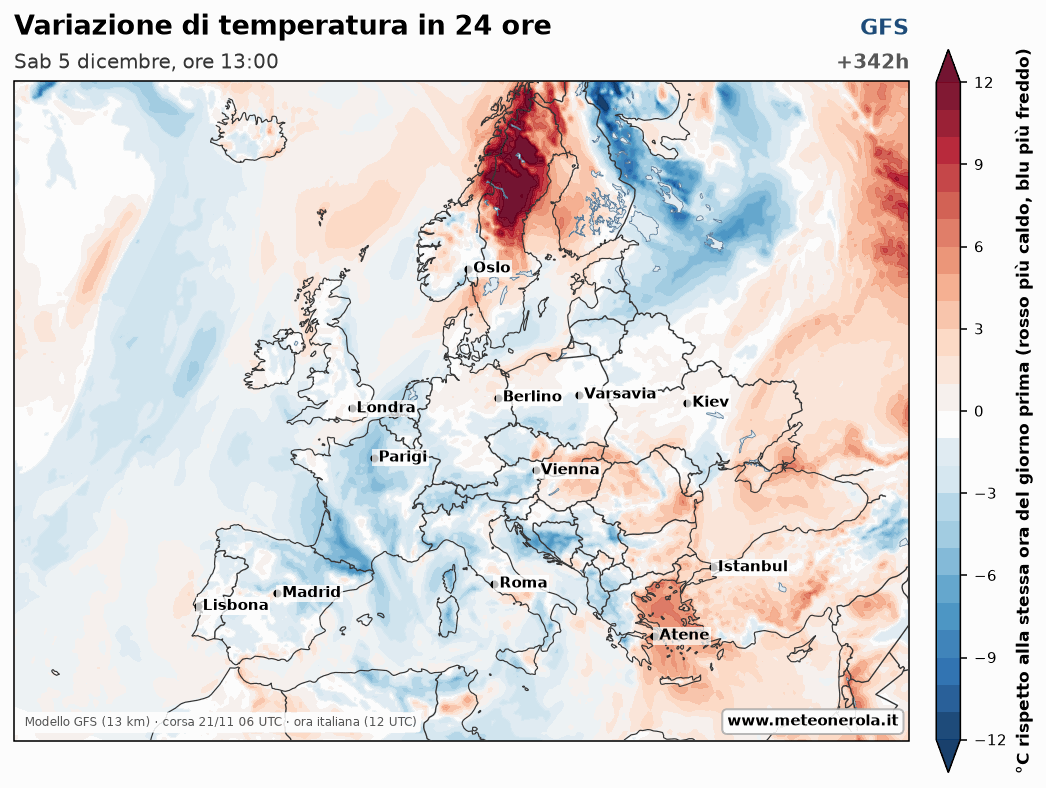 Variazione di temperatura in 24 ore
GFS
Sab 5 dicembre, ore 13:00
+342h
Oslo
Berlino
Varsavia
Kiev
Londra
Parigi
Vienna
Istanbul
Roma
Madrid
Lisbona
Atene
Modello GFS (13 km) · corsa 21/11 06 UTC · ora italiana (12 UTC)
www.meteonerola.it
12
9
6
3
0
−3
−6
−9
−12
°C rispetto alla stessa ora del giorno prima (rosso più caldo, blu più freddo)